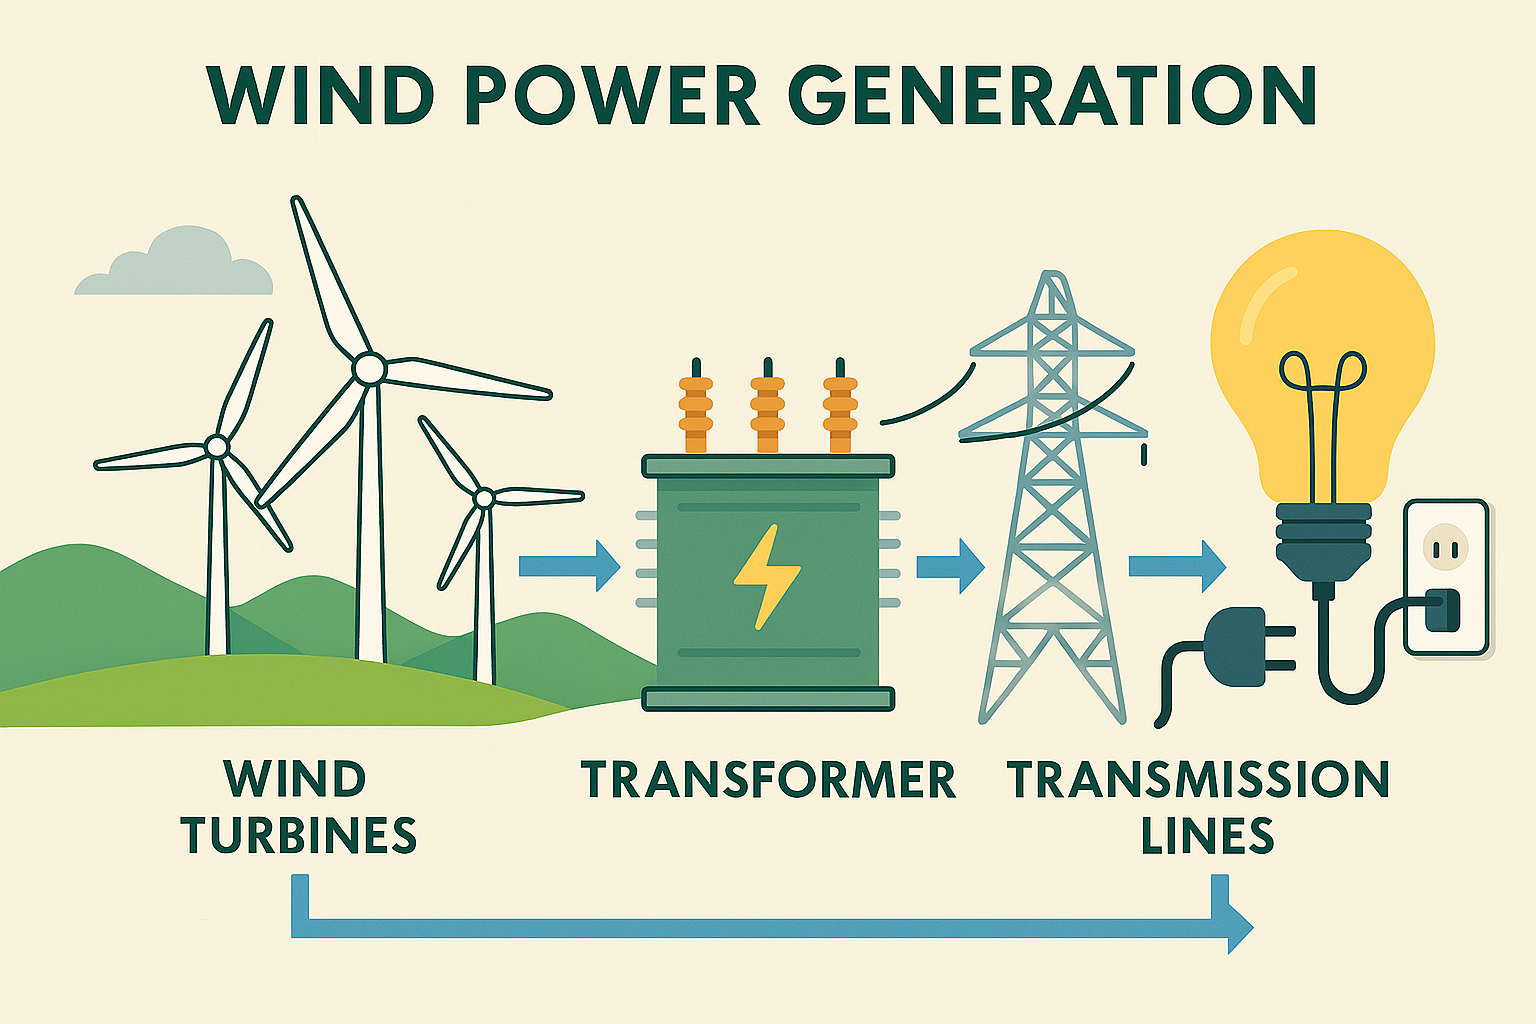 WIND POWER GENERATION
WIND
TURBINES
TRANSFORMER
TRANSMISSION
LINES